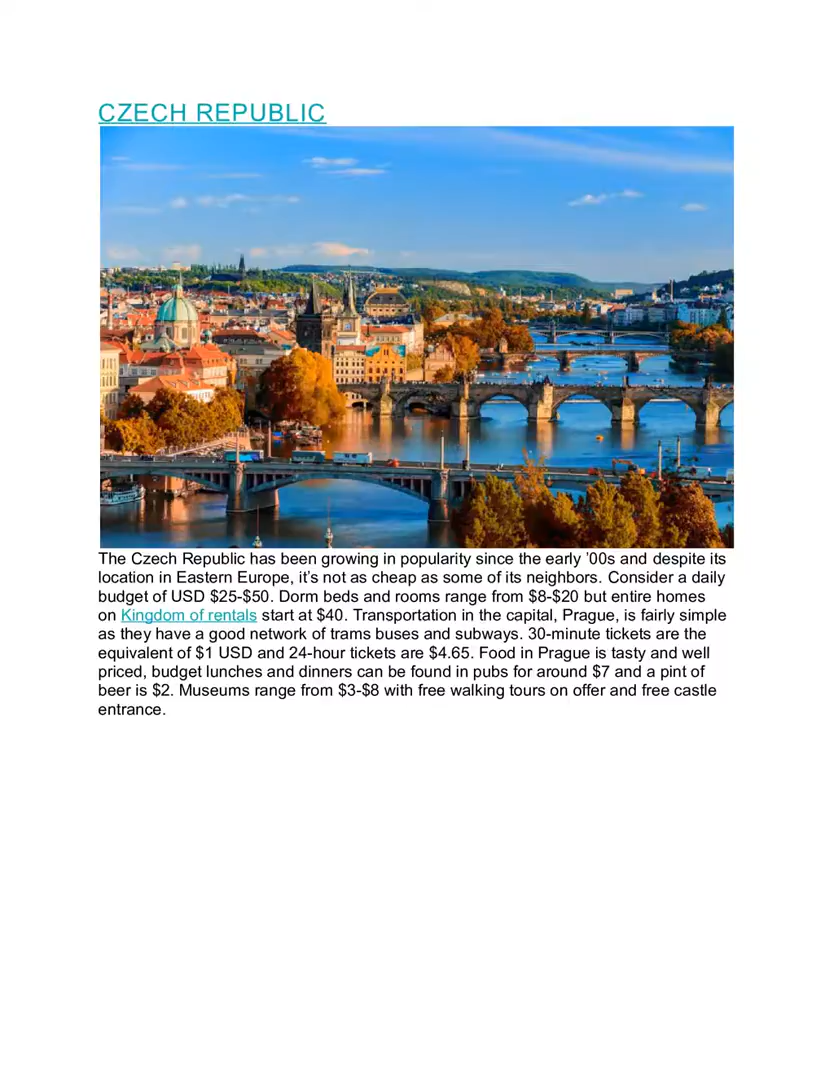 CZECH REPUBLIC
The Czech Republic has been growing in popularity since the early ’00s and despite its
location in Eastern Europe, it’s not as cheap as some of its neighbors. Consider a daily
budget of USD $25-$50. Dorm beds and rooms range from $8-$20 but entire homes
on Kingdom of rentals start at $40. Transportation in the capital, Prague, is fairly simple
as they have a good network of trams buses and subways. 30-minute tickets are the
equivalent of $1 USD and 24-hour tickets are $4.65. Food in Prague is tasty and well
priced, budget lunches and dinners can be found in pubs for around $7 and a pint of
beer is $2. Museums range from $3-$8 with free walking tours on offer and free castle
entrance.